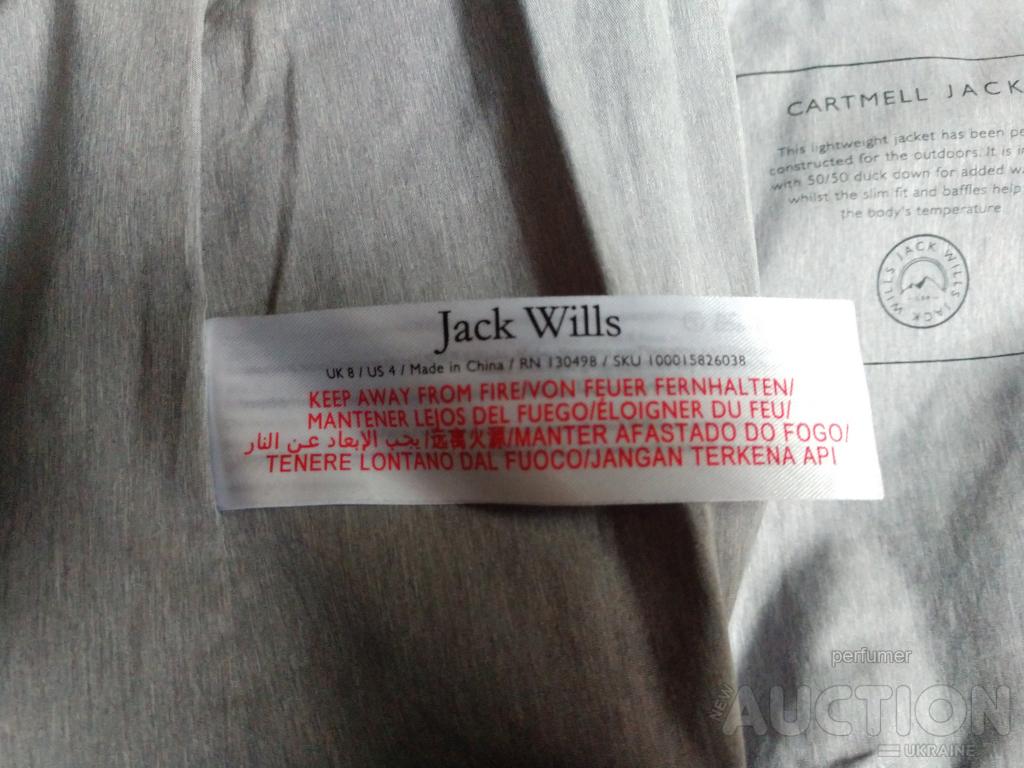 Jack Wills
UK 8 / US 4 / Made in China / RN 130498 / SKU 100015826038
KEEP AWAY FROM FIRE/VON FEUER FERNHALTEN/
MANTENER LEJOS DEL FUEGO/ÉLOIGNER DU FEU/
يجب الإبعاد عن النار/远离火源/MANTER AFASTADO DO FOGO/
TENERE LONTANO DAL FUOCO/JANGAN TERKENA API
CARTMELL JACK
This lightweight jacket has been
constructed for the outdoors. It is
with 50/50 duck down for added
whilst the slim fit and baffles help
the body's temperature
JACK WILLS JACK WILLS
perfumer
NEW
AUCTION
UKRAINE